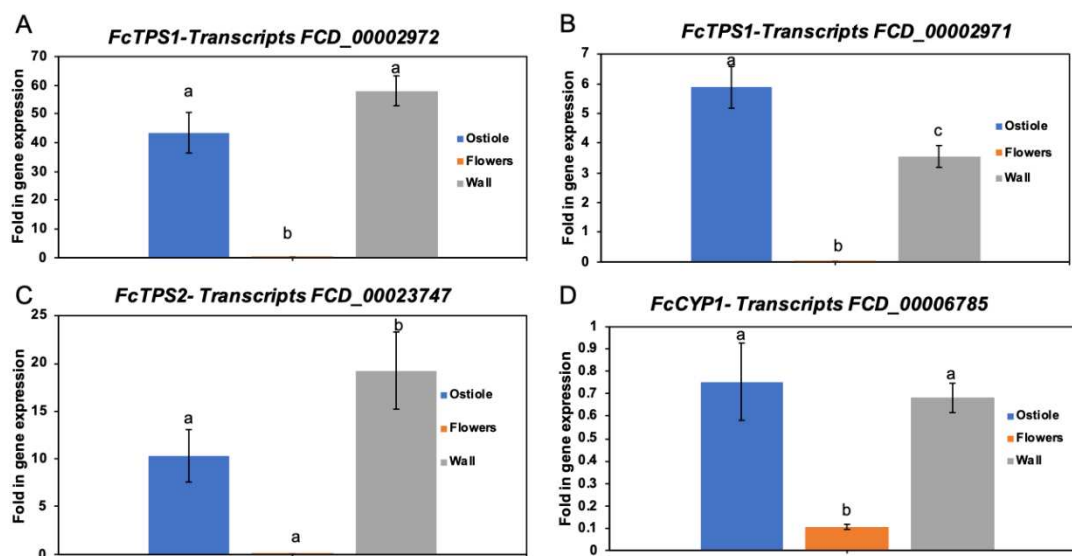 A
FcTPS1-Transcripts FCD_00002972
Fold in gene expression
70
60
50
40
30
20
10
0
a
b
a
Ostiole
Flowers
Wall
B
FcTPS1-Transcripts FCD_00002971
Fold in gene expression
7
6
5
4
3
2
1
0
a
b
c
Ostiole
Flowers
Wall
C
FcTPS2- Transcripts FCD_00023747
Fold in gene expression
25
20
15
10
5
0
a
a
b
Ostiole
Flowers
Wall
D
FcCYP1- Transcripts FCD_00006785
Fold in gene expression
1
0.9
0.8
0.7
0.6
0.5
0.4
0.3
0.2
0.1
0
a
b
a
Ostiole
Flowers
Wall